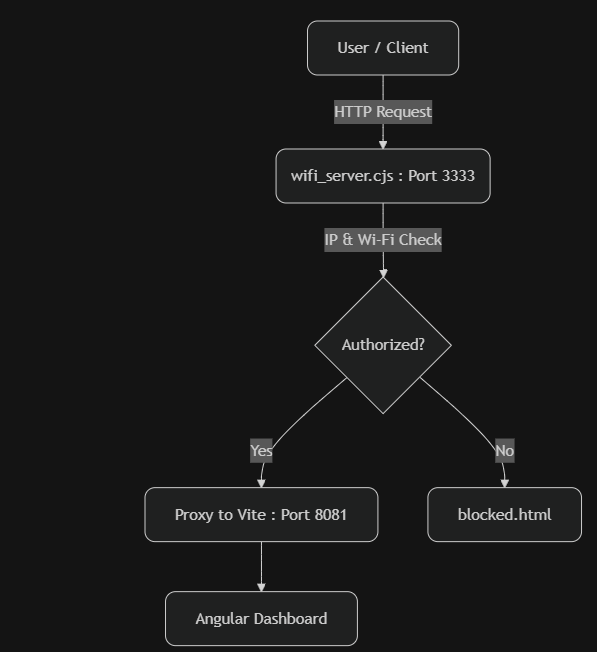 User / Client
HTTP Request
wifi_server.cjs : Port 3333
IP & Wi-Fi Check
Authorized?
Yes
No
Proxy to Vite : Port 8081
blocked.html
Angular Dashboard